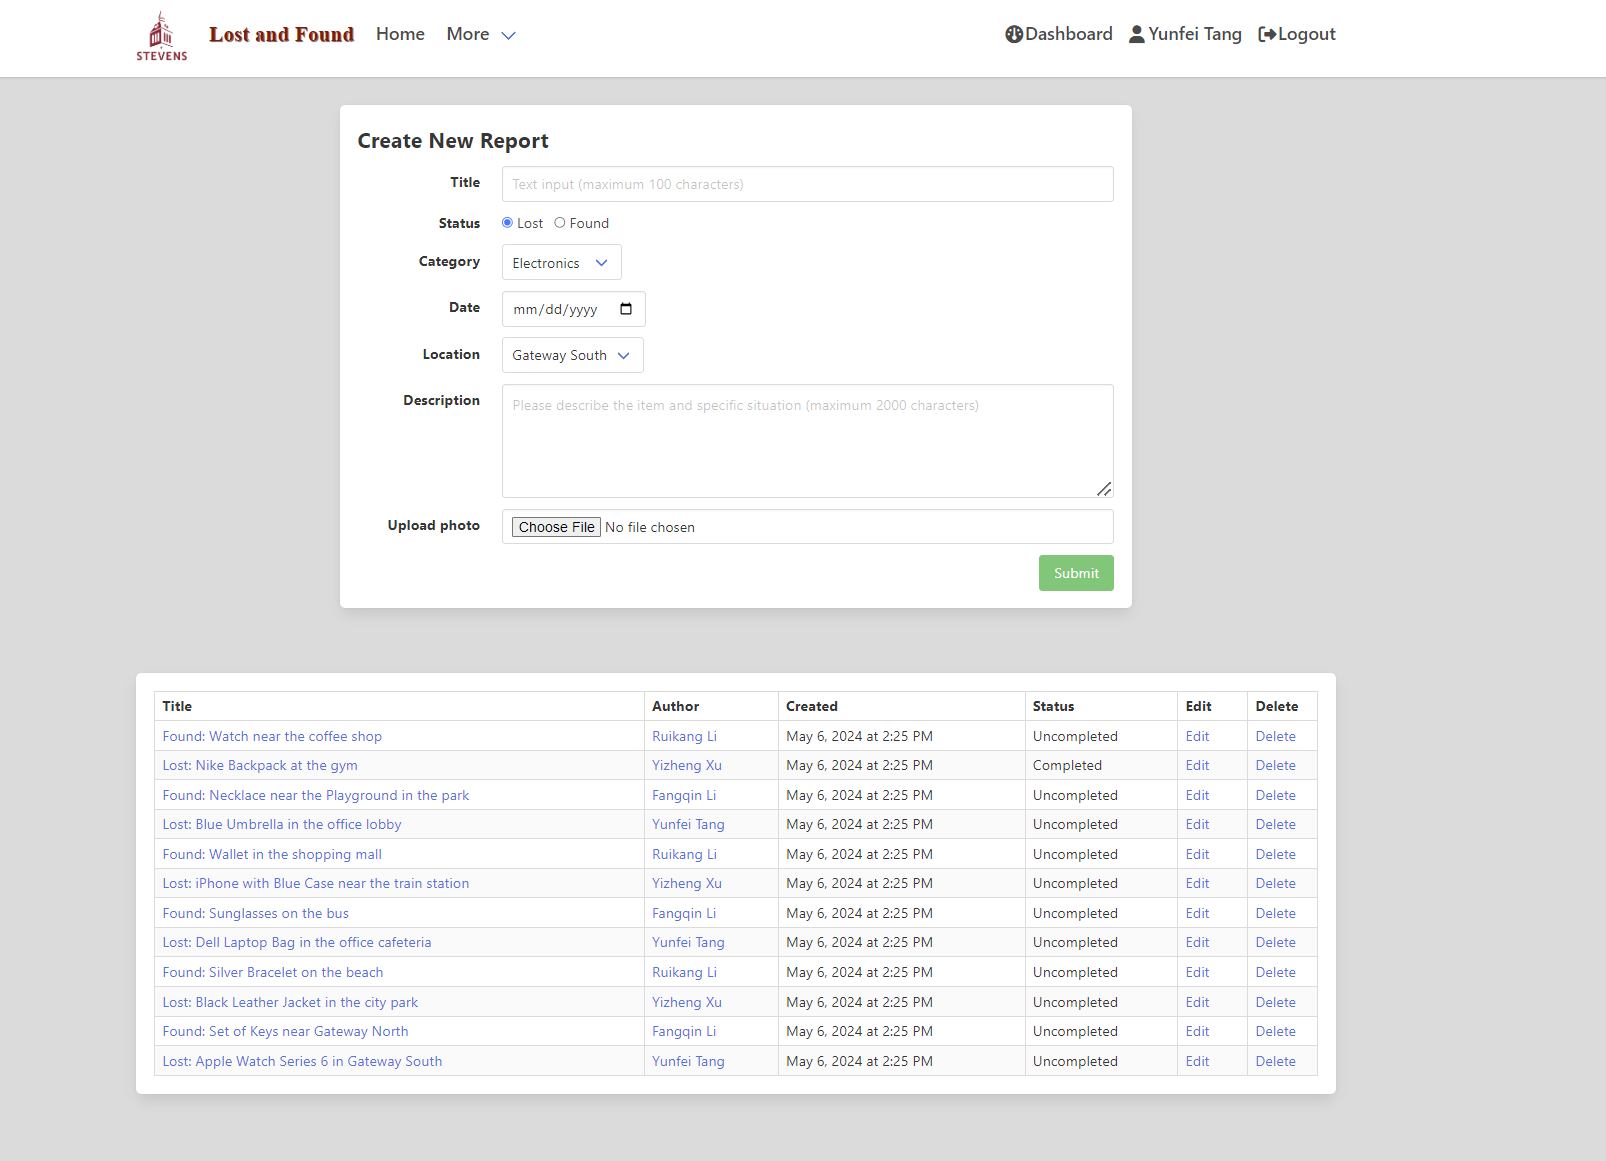 STEVENS
Lost and Found Home More Dashboard Yunfei Tang Logout
Create New Report
Title Text input (maximum 100 characters)
Status Lost Found
Category Electronics
Date mm/dd/yyyy
Location Gateway South
Description Please describe the item and specific situation (maximum 2000 characters)
Upload photo Choose File No file chosen
Submit
Title Author Created Status Edit Delete
Found: Watch near the coffee shop Ruikang Li May 6, 2024 at 2:25 PM Uncompleted Edit Delete
Lost: Nike Backpack at the gym Yizheng Xu May 6, 2024 at 2:25 PM Completed Edit Delete
Found: Necklace near the Playground in the park Fangqin Li May 6, 2024 at 2:25 PM Uncompleted Edit Delete
Lost: Blue Umbrella in the office lobby Yunfei Tang May 6, 2024 at 2:25 PM Uncompleted Edit Delete
Found: Wallet in the shopping mall Ruikang Li May 6, 2024 at 2:25 PM Uncompleted Edit Delete
Lost: iPhone with Blue Case near the train station Yizheng Xu May 6, 2024 at 2:25 PM Uncompleted Edit Delete
Found: Sunglasses on the bus Fangqin Li May 6, 2024 at 2:25 PM Uncompleted Edit Delete
Lost: Dell Laptop Bag in the office cafeteria Yunfei Tang May 6, 2024 at 2:25 PM Uncompleted Edit Delete
Found: Silver Bracelet on the beach Ruikang Li May 6, 2024 at 2:25 PM Uncompleted Edit Delete
Lost: Black Leather Jacket in the city park Yizheng Xu May 6, 2024 at 2:25 PM Uncompleted Edit Delete
Found: Set of Keys near Gateway North Fangqin Li May 6, 2024 at 2:25 PM Uncompleted Edit Delete
Lost: Apple Watch Series 6 in Gateway South Yunfei Tang May 6, 2024 at 2:25 PM Uncompleted Edit Delete